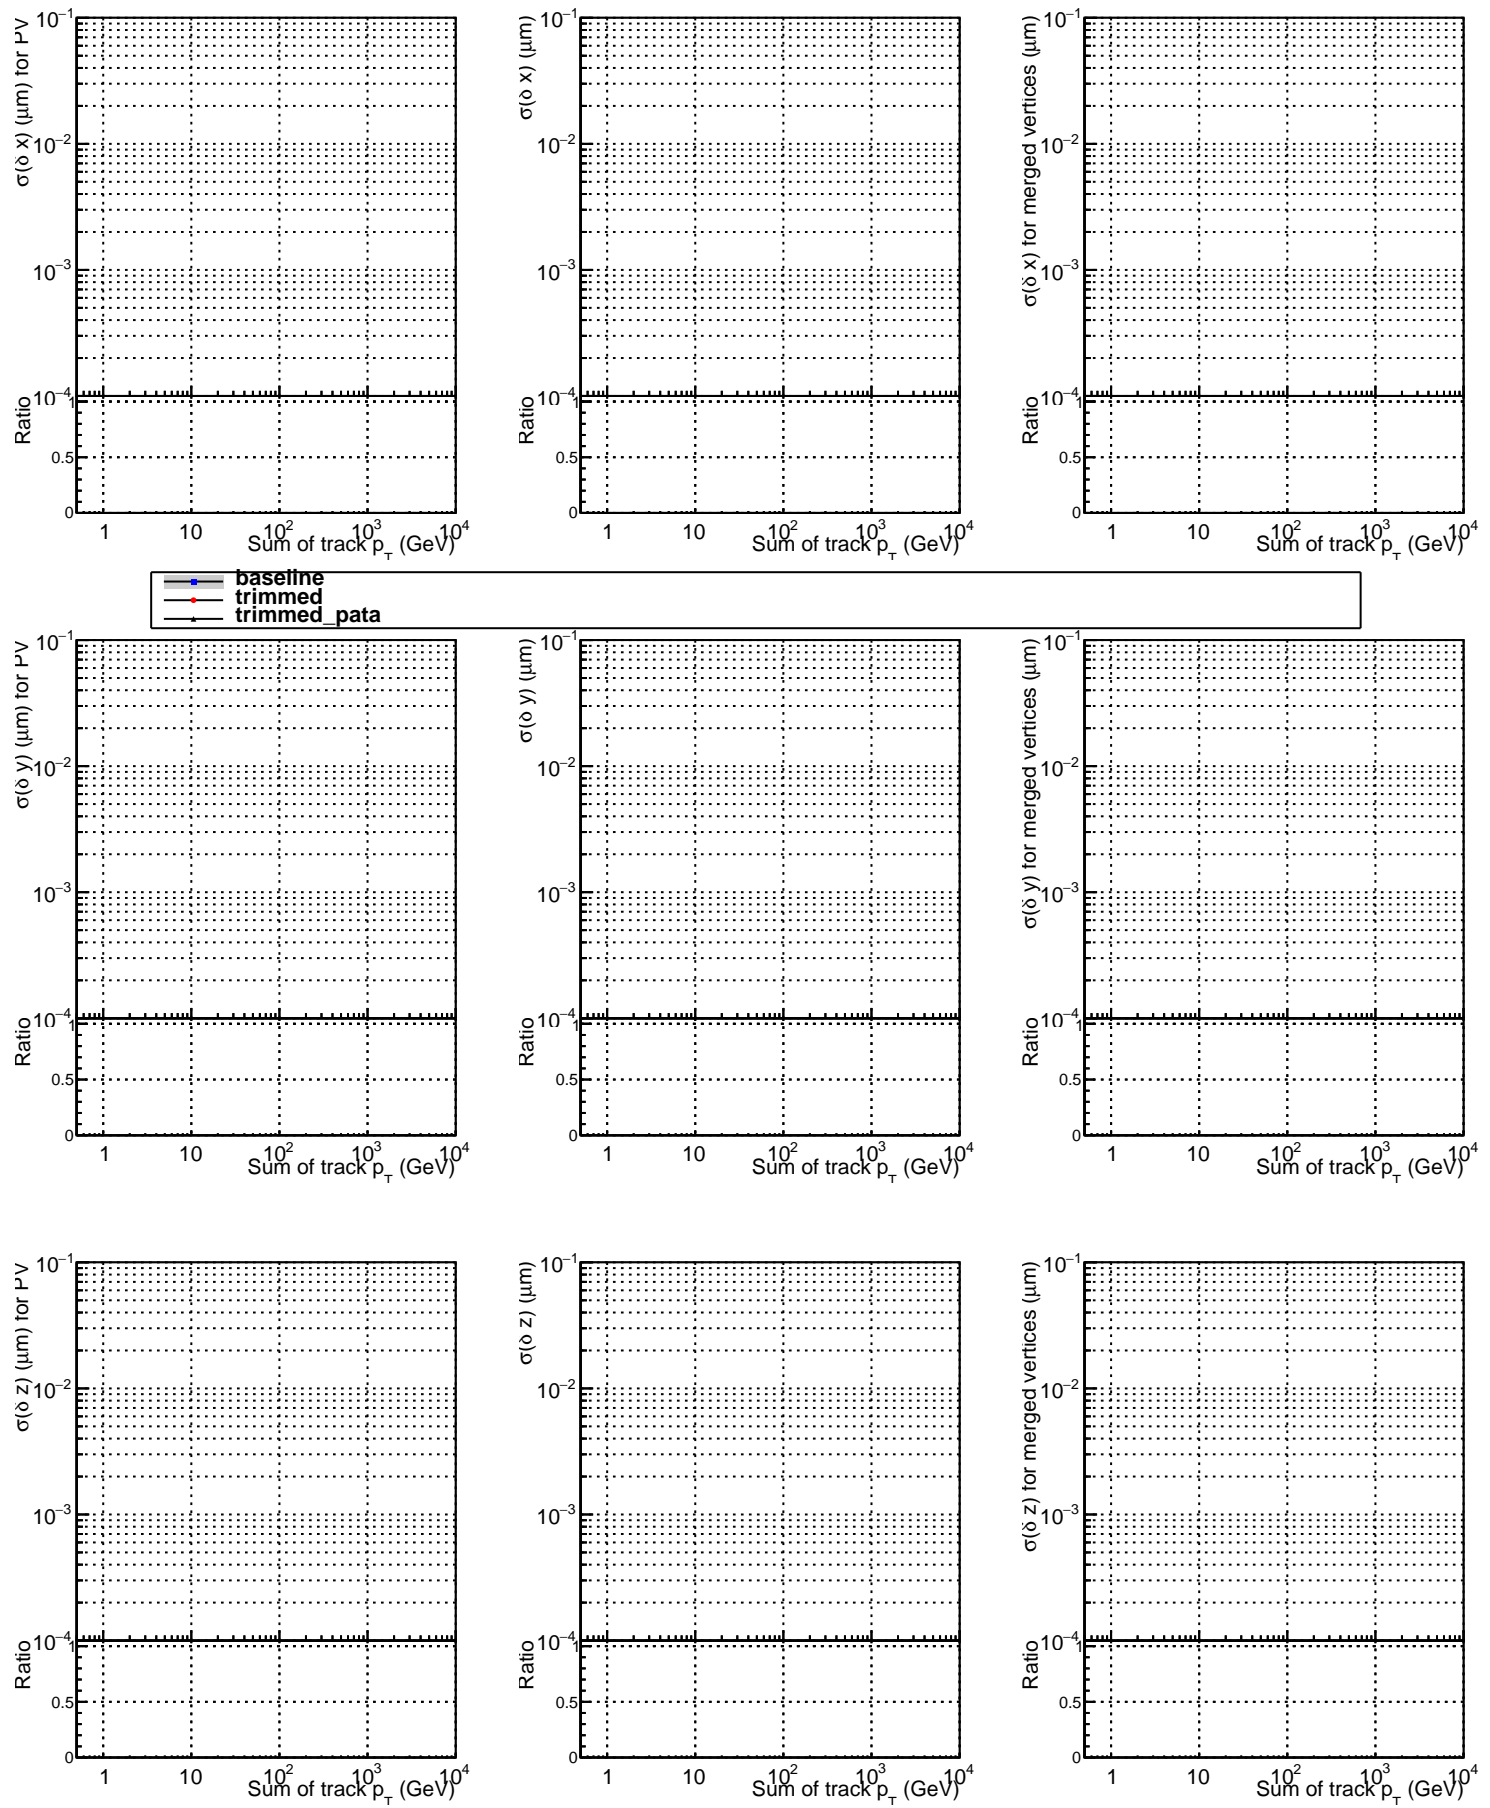 σ(δ x) (μm) for PV
10⁻¹
10⁻²
10⁻³
10⁻⁴
Ratio
1
0.5
0
1 10 10² 10³ 10⁴
Sum of track p_T (GeV)
σ(δ x) (μm)
10⁻¹
10⁻²
10⁻³
10⁻⁴
Ratio
1
0.5
0
1 10 10² 10³ 10⁴
Sum of track p_T (GeV)
σ(δ x) for merged vertices (μm)
10⁻¹
10⁻²
10⁻³
10⁻⁴
Ratio
1
0.5
0
1 10 10² 10³ 10⁴
Sum of track p_T (GeV)
baseline
trimmed
trimmed_pata
σ(δ y) (μm) for PV
10⁻¹
10⁻²
10⁻³
10⁻⁴
Ratio
1
0.5
0
1 10 10² 10³ 10⁴
Sum of track p_T (GeV)
σ(δ y) (μm)
10⁻¹
10⁻²
10⁻³
10⁻⁴
Ratio
1
0.5
0
1 10 10² 10³ 10⁴
Sum of track p_T (GeV)
σ(δ y) for merged vertices (μm)
10⁻¹
10⁻²
10⁻³
10⁻⁴
Ratio
1
0.5
0
1 10 10² 10³ 10⁴
Sum of track p_T (GeV)
σ(δ z) (μm) for PV
10⁻¹
10⁻²
10⁻³
10⁻⁴
Ratio
1
0.5
0
1 10 10² 10³ 10⁴
Sum of track p_T (GeV)
σ(δ z) (μm)
10⁻¹
10⁻²
10⁻³
10⁻⁴
Ratio
1
0.5
0
1 10 10² 10³ 10⁴
Sum of track p_T (GeV)
σ(δ z) for merged vertices (μm)
10⁻¹
10⁻²
10⁻³
10⁻⁴
Ratio
1
0.5
0
1 10 10² 10³ 10⁴
Sum of track p_T (GeV)